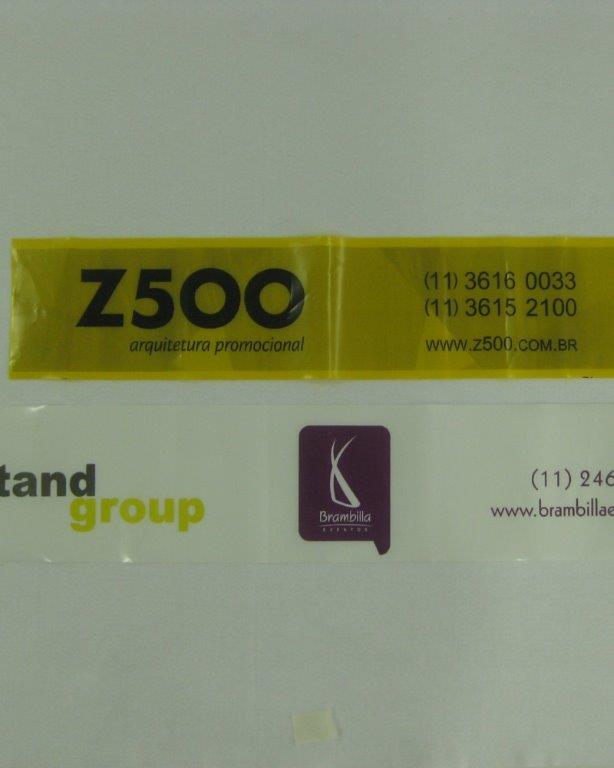 Z500
arquitetura promocional
(11) 3616 0033
(11) 3615 2100
WWW.Z500.COM.BR
tand
group
Brambilla
EVENTOS
(11) 246
www.brambillae